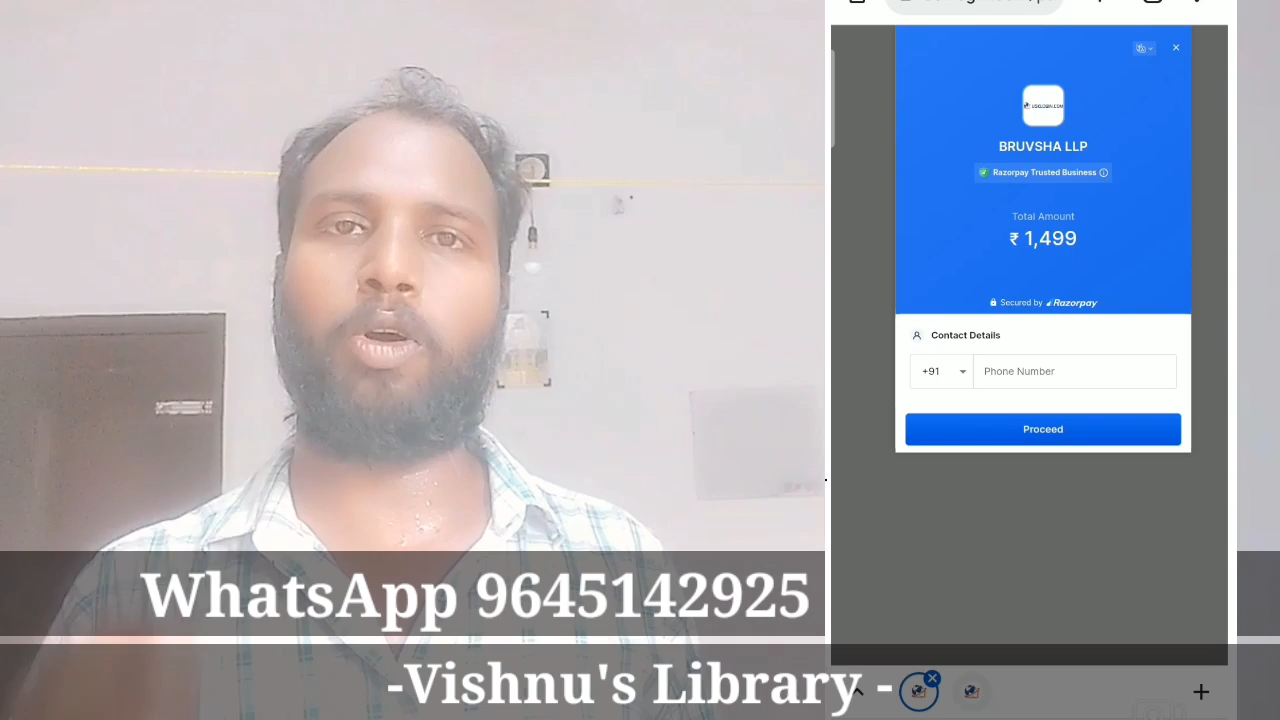 BRUVSHA LLP
Razorpay Trusted Business
Total Amount
₹ 1,499
Secured by Razorpay
Contact Details
+91
Phone Number
Proceed
WhatsApp 9645142925
-Vishnu's Library -